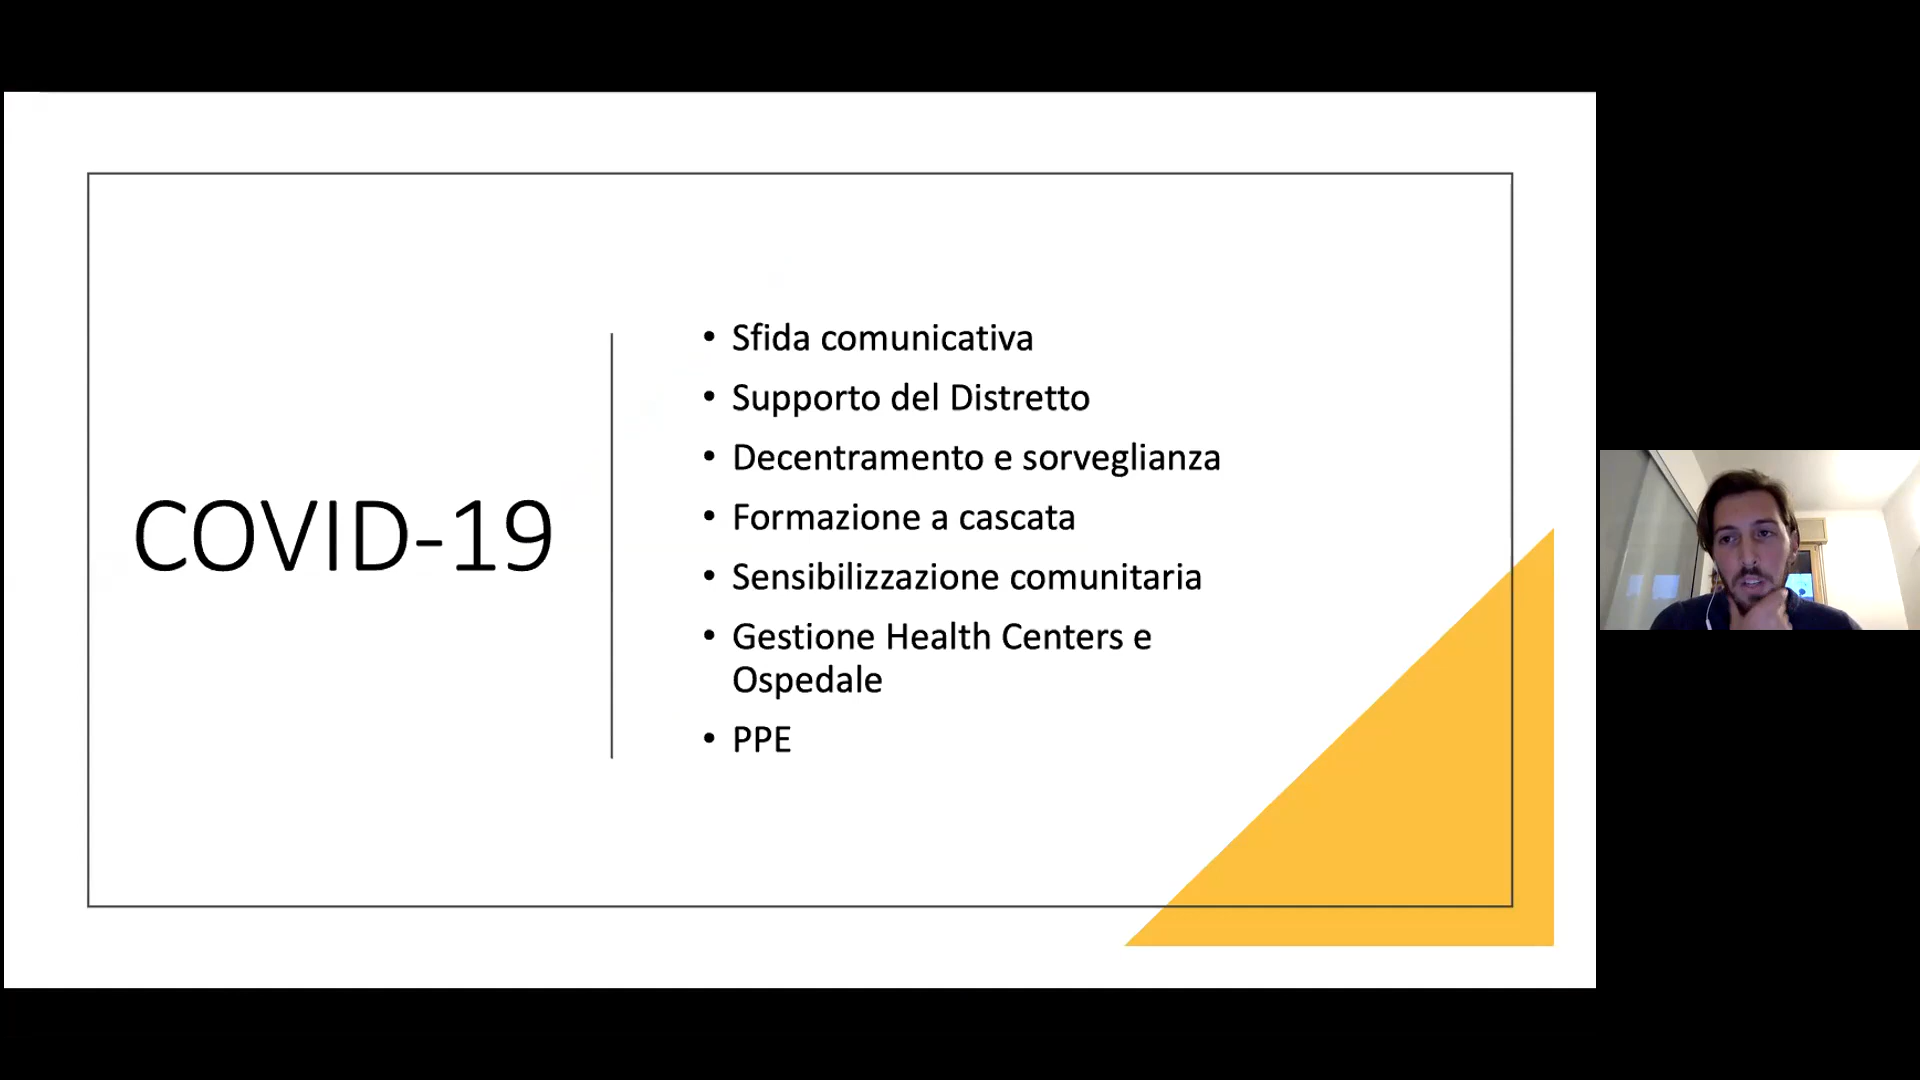 COVID-19
• Sfida comunicativa
• Supporto del Distretto
• Decentramento e sorveglianza
• Formazione a cascata
• Sensibilizzazione comunitaria
• Gestione Health Centers e
Ospedale
• PPE